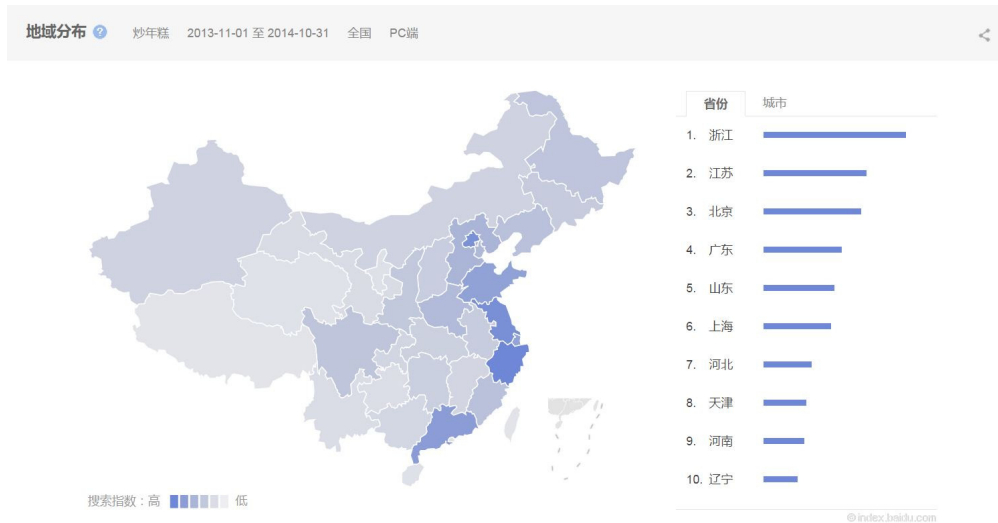 地域分布 ? 炒年糕 2013-11-01 至 2014-10-31 全国 PC端
省份 城市
1. 浙江
2. 江苏
3. 北京
4. 广东
5. 山东
6. 上海
7. 河北
8. 天津
9. 河南
10. 辽宁
搜索指数：高 低
©index.baidu.com